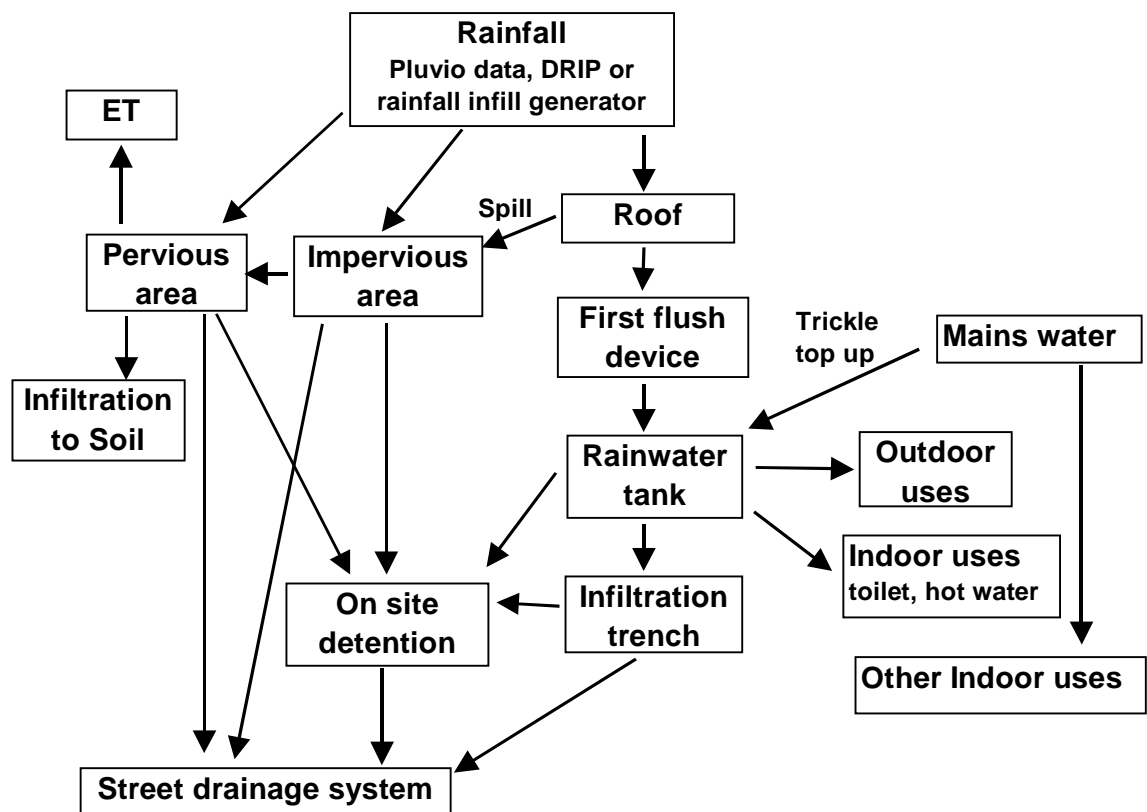 Rainfall
Pluvio data, DRIP or
rainfall infill generator
ET
Spill
Roof
Pervious
area
Impervious
area
First flush
device
Trickle
top up
Mains water
Infiltration
to Soil
Rainwater
tank
Outdoor
uses
Indoor uses
toilet, hot water
On site
detention
Infiltration
trench
Other Indoor uses
Street drainage system